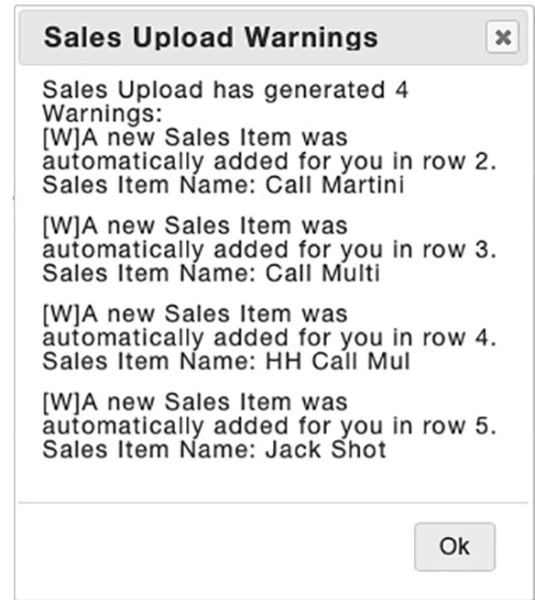 Sales Upload Warnings
Sales Upload has generated 4
Warnings:
[W]A new Sales Item was
automatically added for you in row 2.
Sales Item Name: Call Martini
[W]A new Sales Item was
automatically added for you in row 3.
Sales Item Name: Call Multi
[W]A new Sales Item was
automatically added for you in row 4.
Sales Item Name: HH Call Mul
[W]A new Sales Item was
automatically added for you in row 5.
Sales Item Name: Jack Shot
Ok